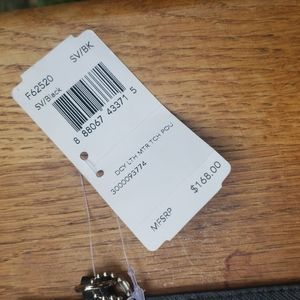 F62520
SV/BK
SV/Black
8 88067 43371 5
DCY LTH MTR TCH POU
3000093774
$168.00
MFSRP